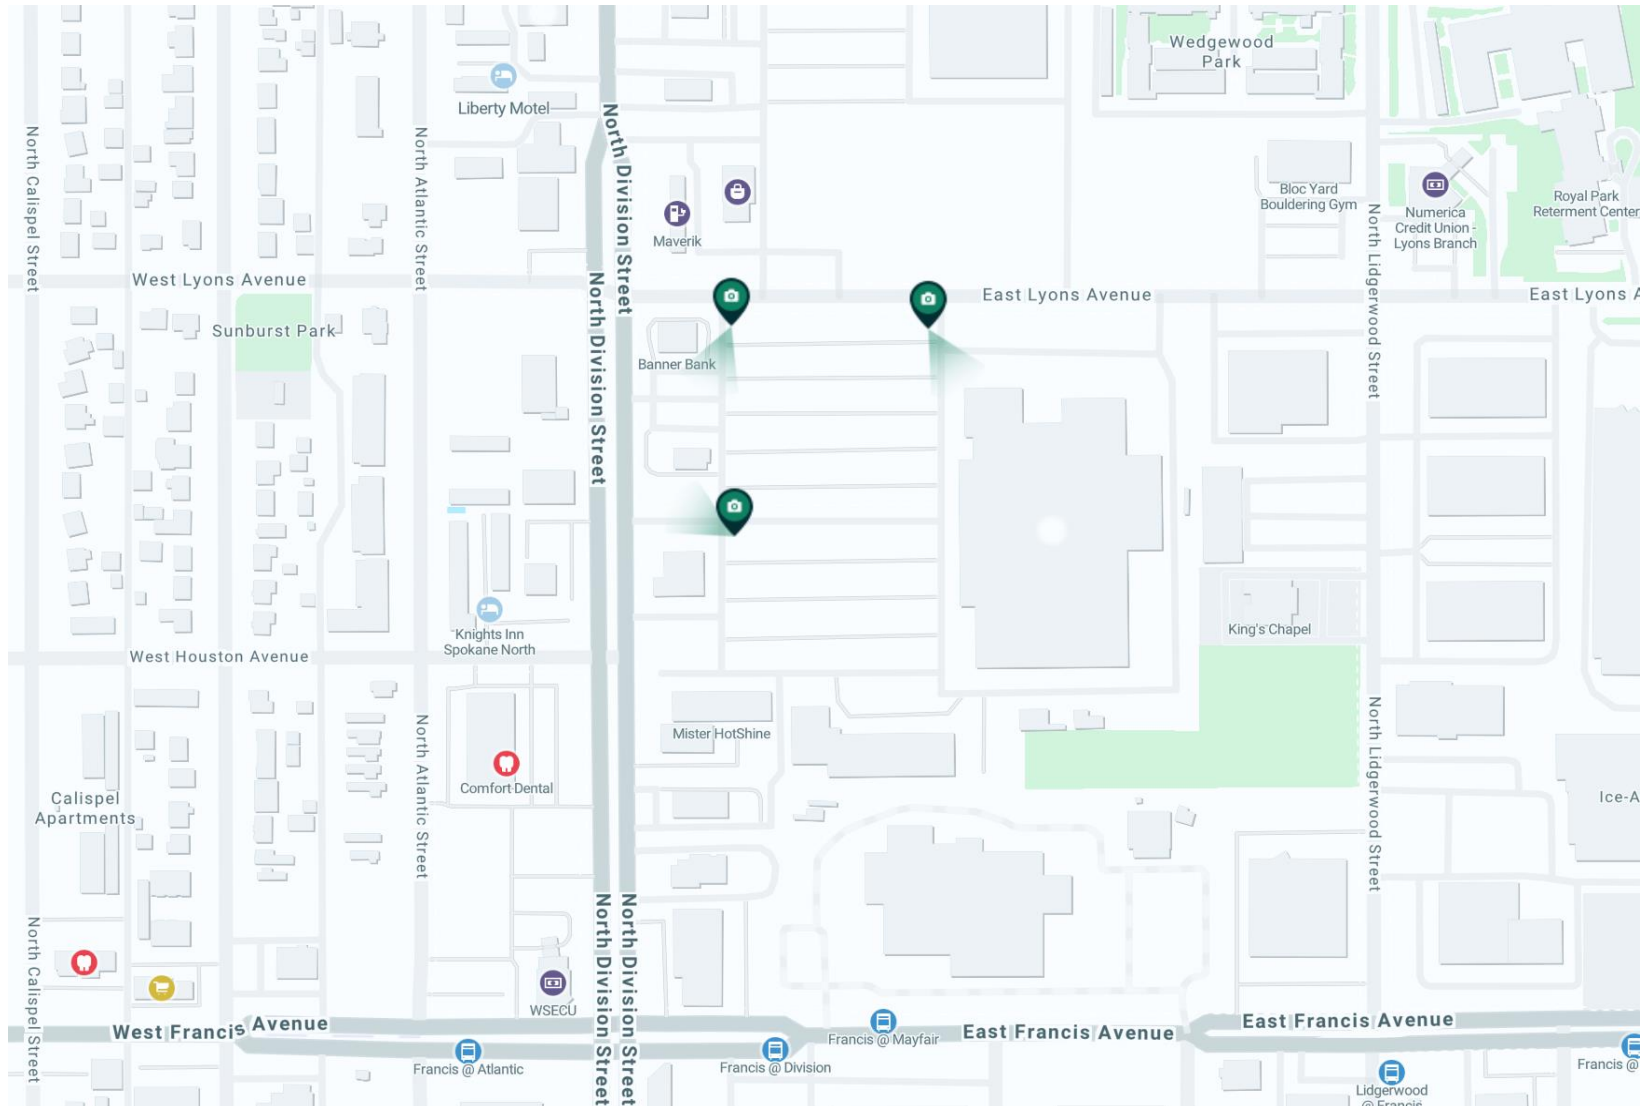 Wedgewood
Park
Liberty Motel
North Division Street
North Calispel Street
North Atlantic Street
Bloc Yard
Bouldering Gym
Numerica
Credit Union -
Lyons Branch
Royal Park
Reterment Center
Maverik
North Lidgerwood Street
West Lyons Avenue
East Lyons Avenue
East Lyons A
North Division Street
Sunburst Park
Banner Bank
King's Chapel
Knights Inn
Spokane North
West Houston Avenue
Mister HotShine
North Atlantic Street
North Lidgerwood Street
Comfort Dental
Calispel
Apartments
Ice-A
North Calispel Street
North Division Street
North Division Street
WSECU
West Francis Avenue
East Francis Avenue
East Francis Avenue
Francis @ Mayfair
Francis @ Atlantic
Francis @ Division
Francis @
Lidgerwood
@ Francis